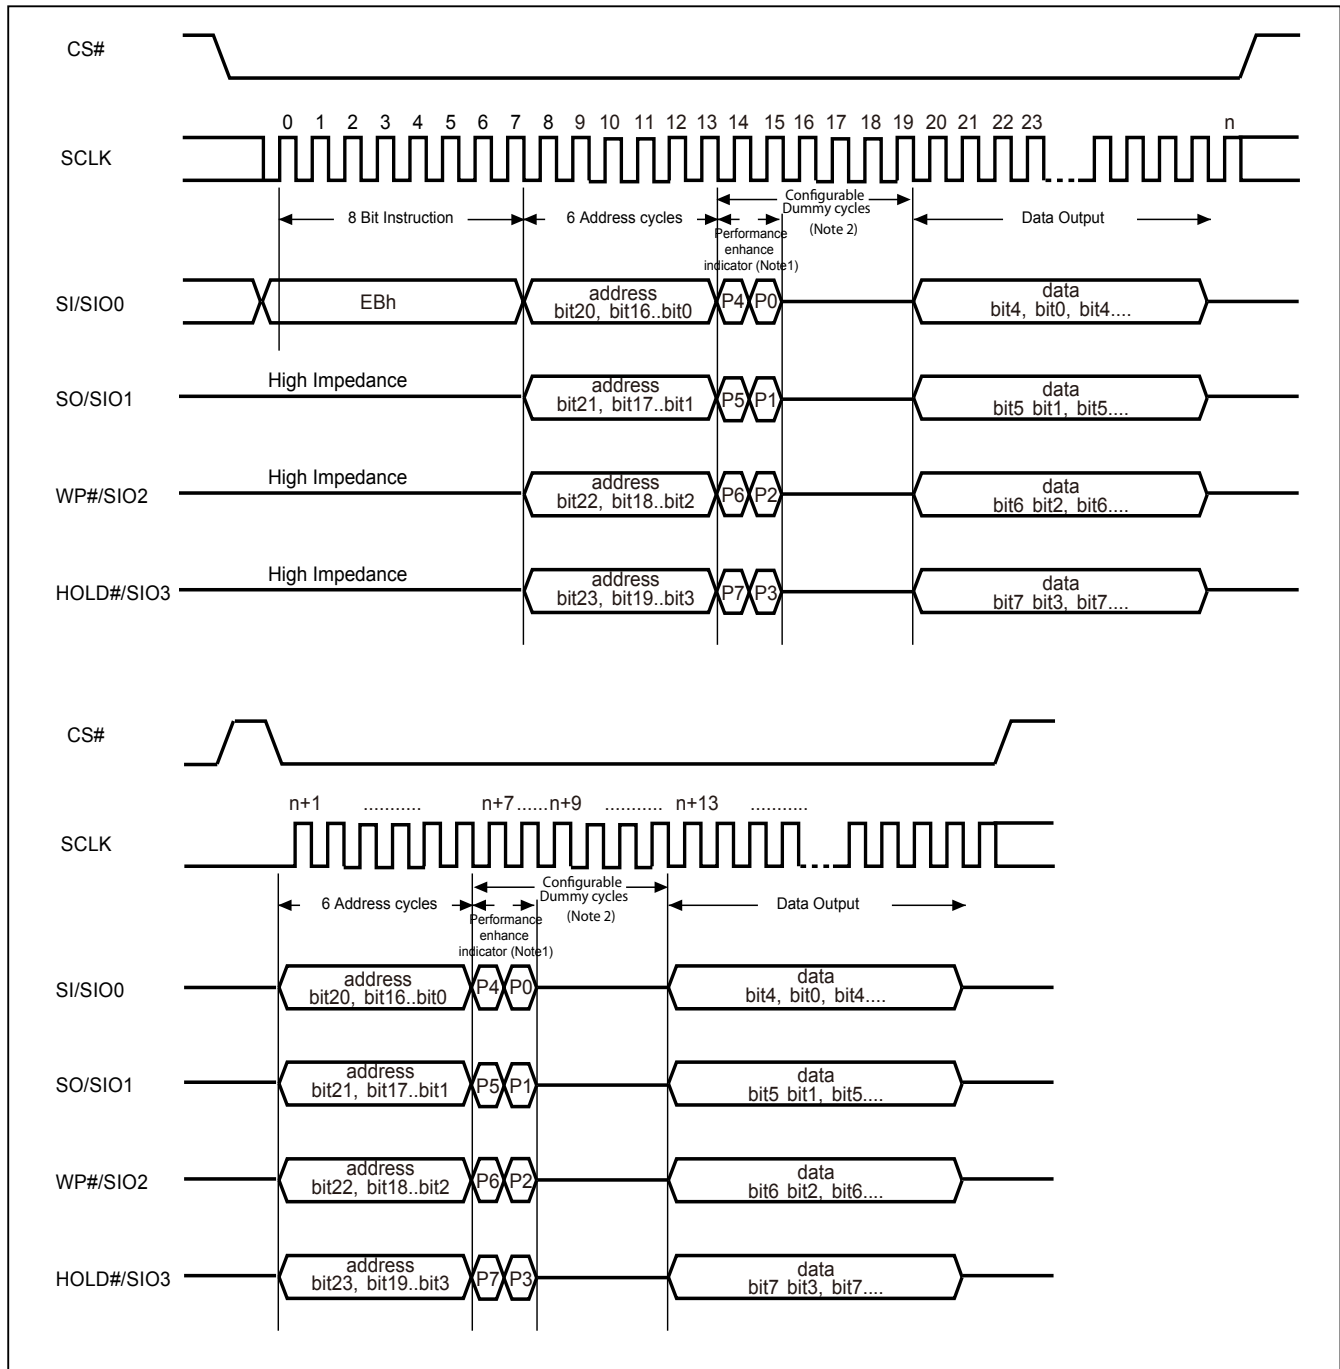 CS#
0 1 2 3 4 5 6 7 8 9 10 11 12 13 14 15 16 17 18 19 20 21 22 23 n
SCLK
8 Bit Instruction 6 Address cycles Configurable Dummy cycles (Note 2) Data Output
Performance
enhance
indicator (Note1)
SI/SIO0 EBh address P4 P0 data
bit20, bit16..bit0 bit4, bit0, bit4....
High Impedance
SO/SIO1 address P5 P1 data
bit21, bit17..bit1 bit5 bit1, bit5....
High Impedance
WP#/SIO2 address P6 P2 data
bit22, bit18..bit2 bit6 bit2, bit6....
High Impedance
HOLD#/SIO3 address P7 P3 data
bit23, bit19..bit3 bit7 bit3, bit7....
CS#
n+1 ........... n+7 ......n+9 ........... n+13 ...........
SCLK
6 Address cycles Configurable Dummy cycles (Note 2) Data Output
Performance
enhance
indicator (Note1)
SI/SIO0 address P4 P0 data
bit20, bit16..bit0 bit4, bit0, bit4....
SO/SIO1 address P5 P1 data
bit21, bit17..bit1 bit5 bit1, bit5....
WP#/SIO2 address P6 P2 data
bit22, bit18..bit2 bit6 bit2, bit6....
HOLD#/SIO3 address P7 P3 data
bit23, bit19..bit3 bit7 bit3, bit7....